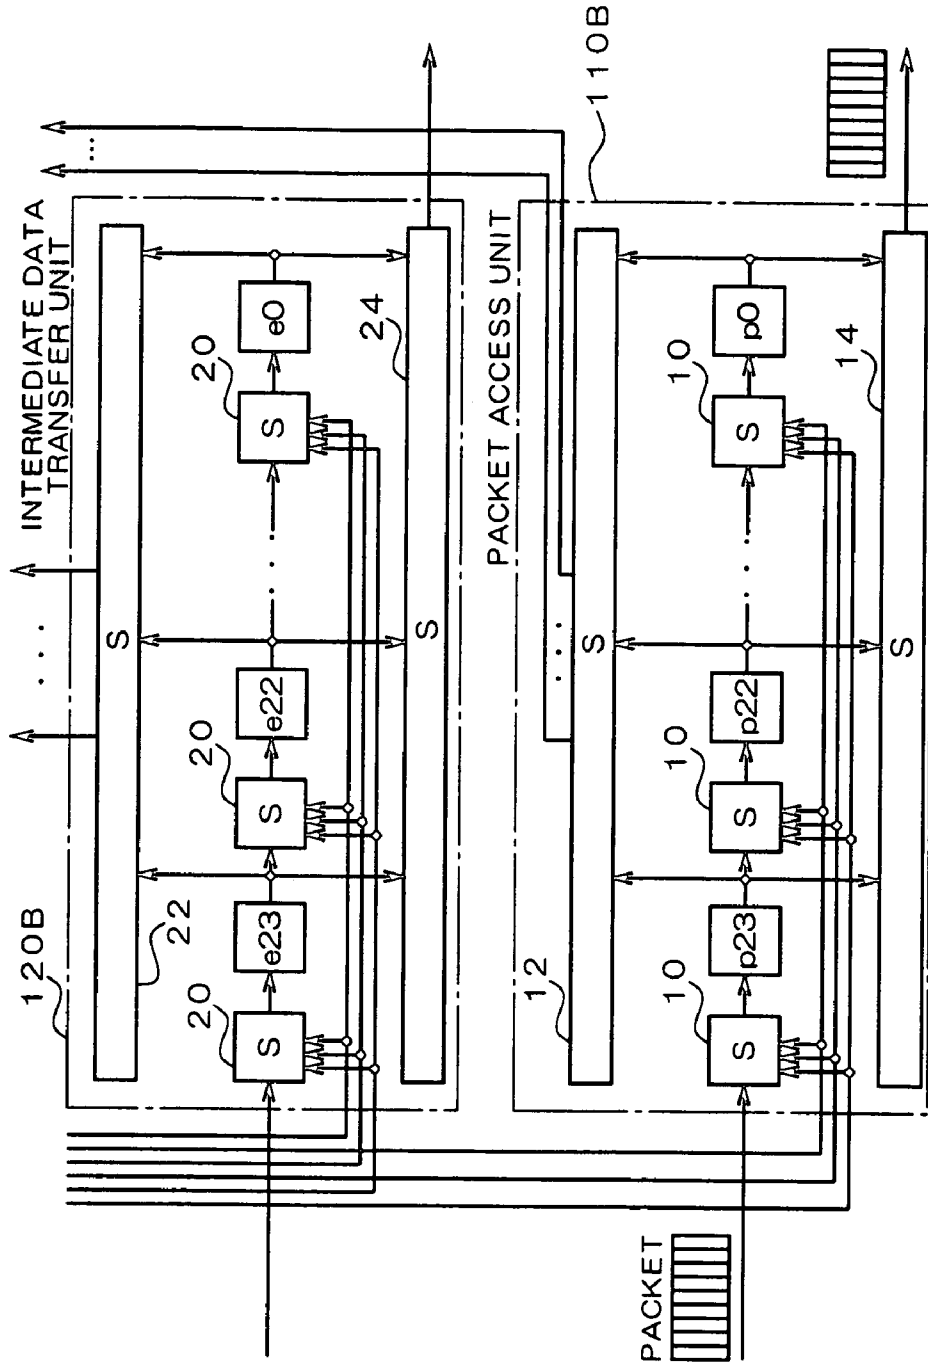 120B
INTERMEDIATE DATA
TRANSFER UNIT
22
S
20
S
e23
20
S
e22
20
S
e0
24
S
PACKET ACCESS UNIT
110B
12
S
10
S
p23
10
S
p22
10
S
p0
14
S
PACKET